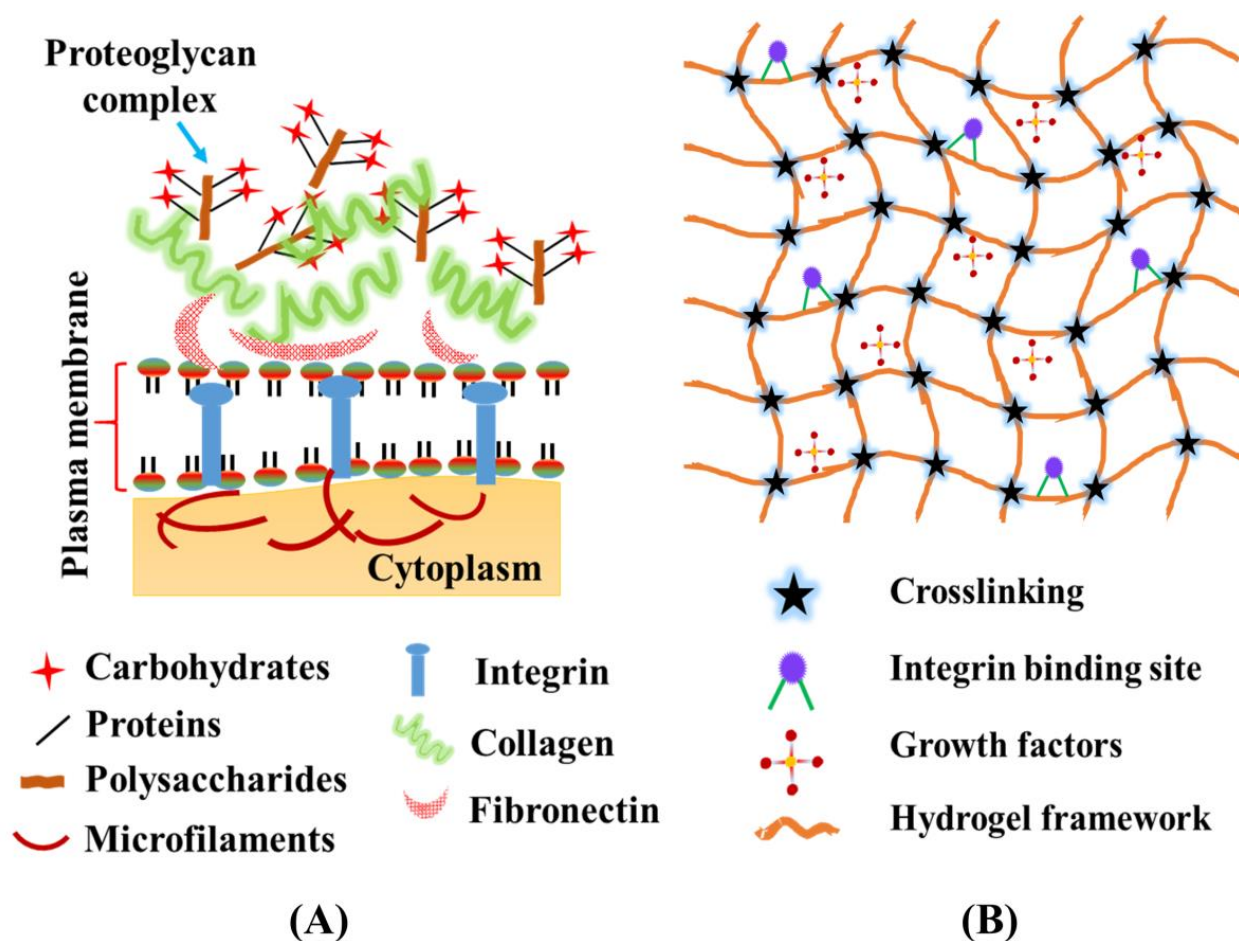 Proteoglycan
complex
Plasma membrane
Cytoplasm
Carbohydrates
Proteins
Polysaccharides
Microfilaments
Integrin
Collagen
Fibronectin
(A)
Crosslinking
Integrin binding site
Growth factors
Hydrogel framework
(B)